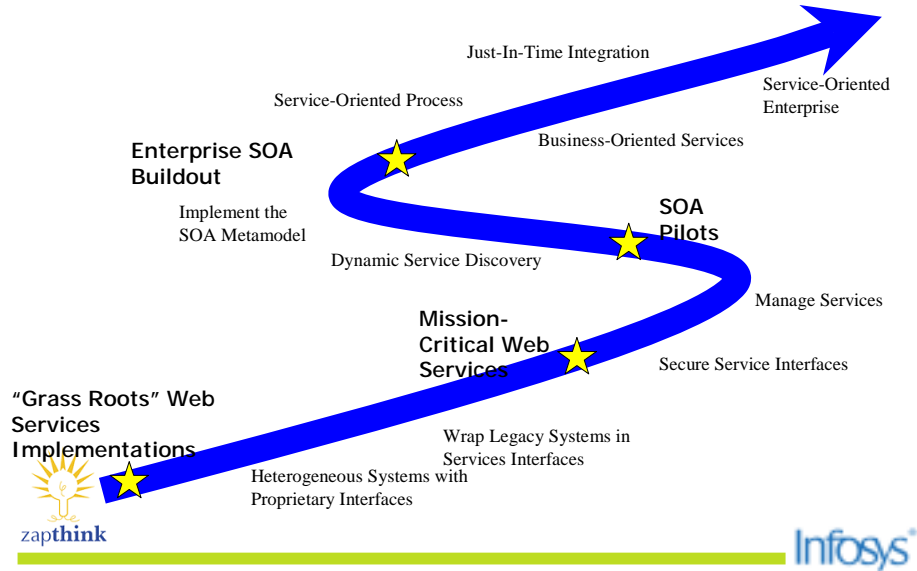 Just-In-Time Integration
Service-Oriented
Enterprise
Service-Oriented Process
Business-Oriented Services
Enterprise SOA
Buildout
Implement the
SOA Metamodel
SOA
Pilots
Dynamic Service Discovery
Manage Services
Mission-
Critical Web
Services
Secure Service Interfaces
"Grass Roots" Web
Services
Implementations
Wrap Legacy Systems in
Services Interfaces
Heterogeneous Systems with
Proprietary Interfaces
zapthink
Infosys®